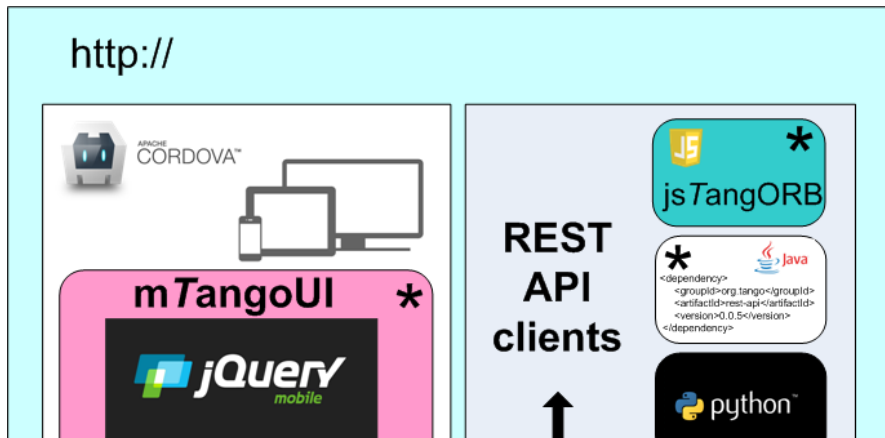 http://
APACHE
CORDOVA™
mTangoUI
*
jQuery
mobile
REST
API
clients
JS
*
jsTangORB
*
Java
<dependency>
<groupId>org.tango</groupId>
<artifactId>rest-api</artifactId>
<version>0.0.5</version>
</dependency>
python™